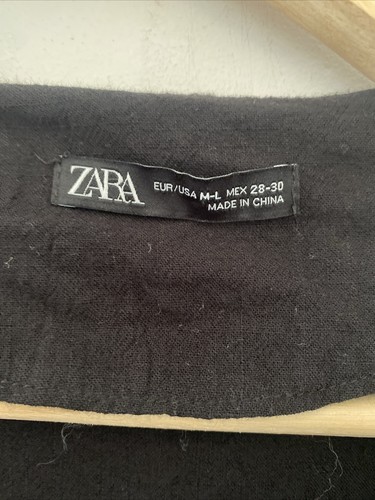 ZARA
EUR/USA M-L MEX 28-30
MADE IN CHINA